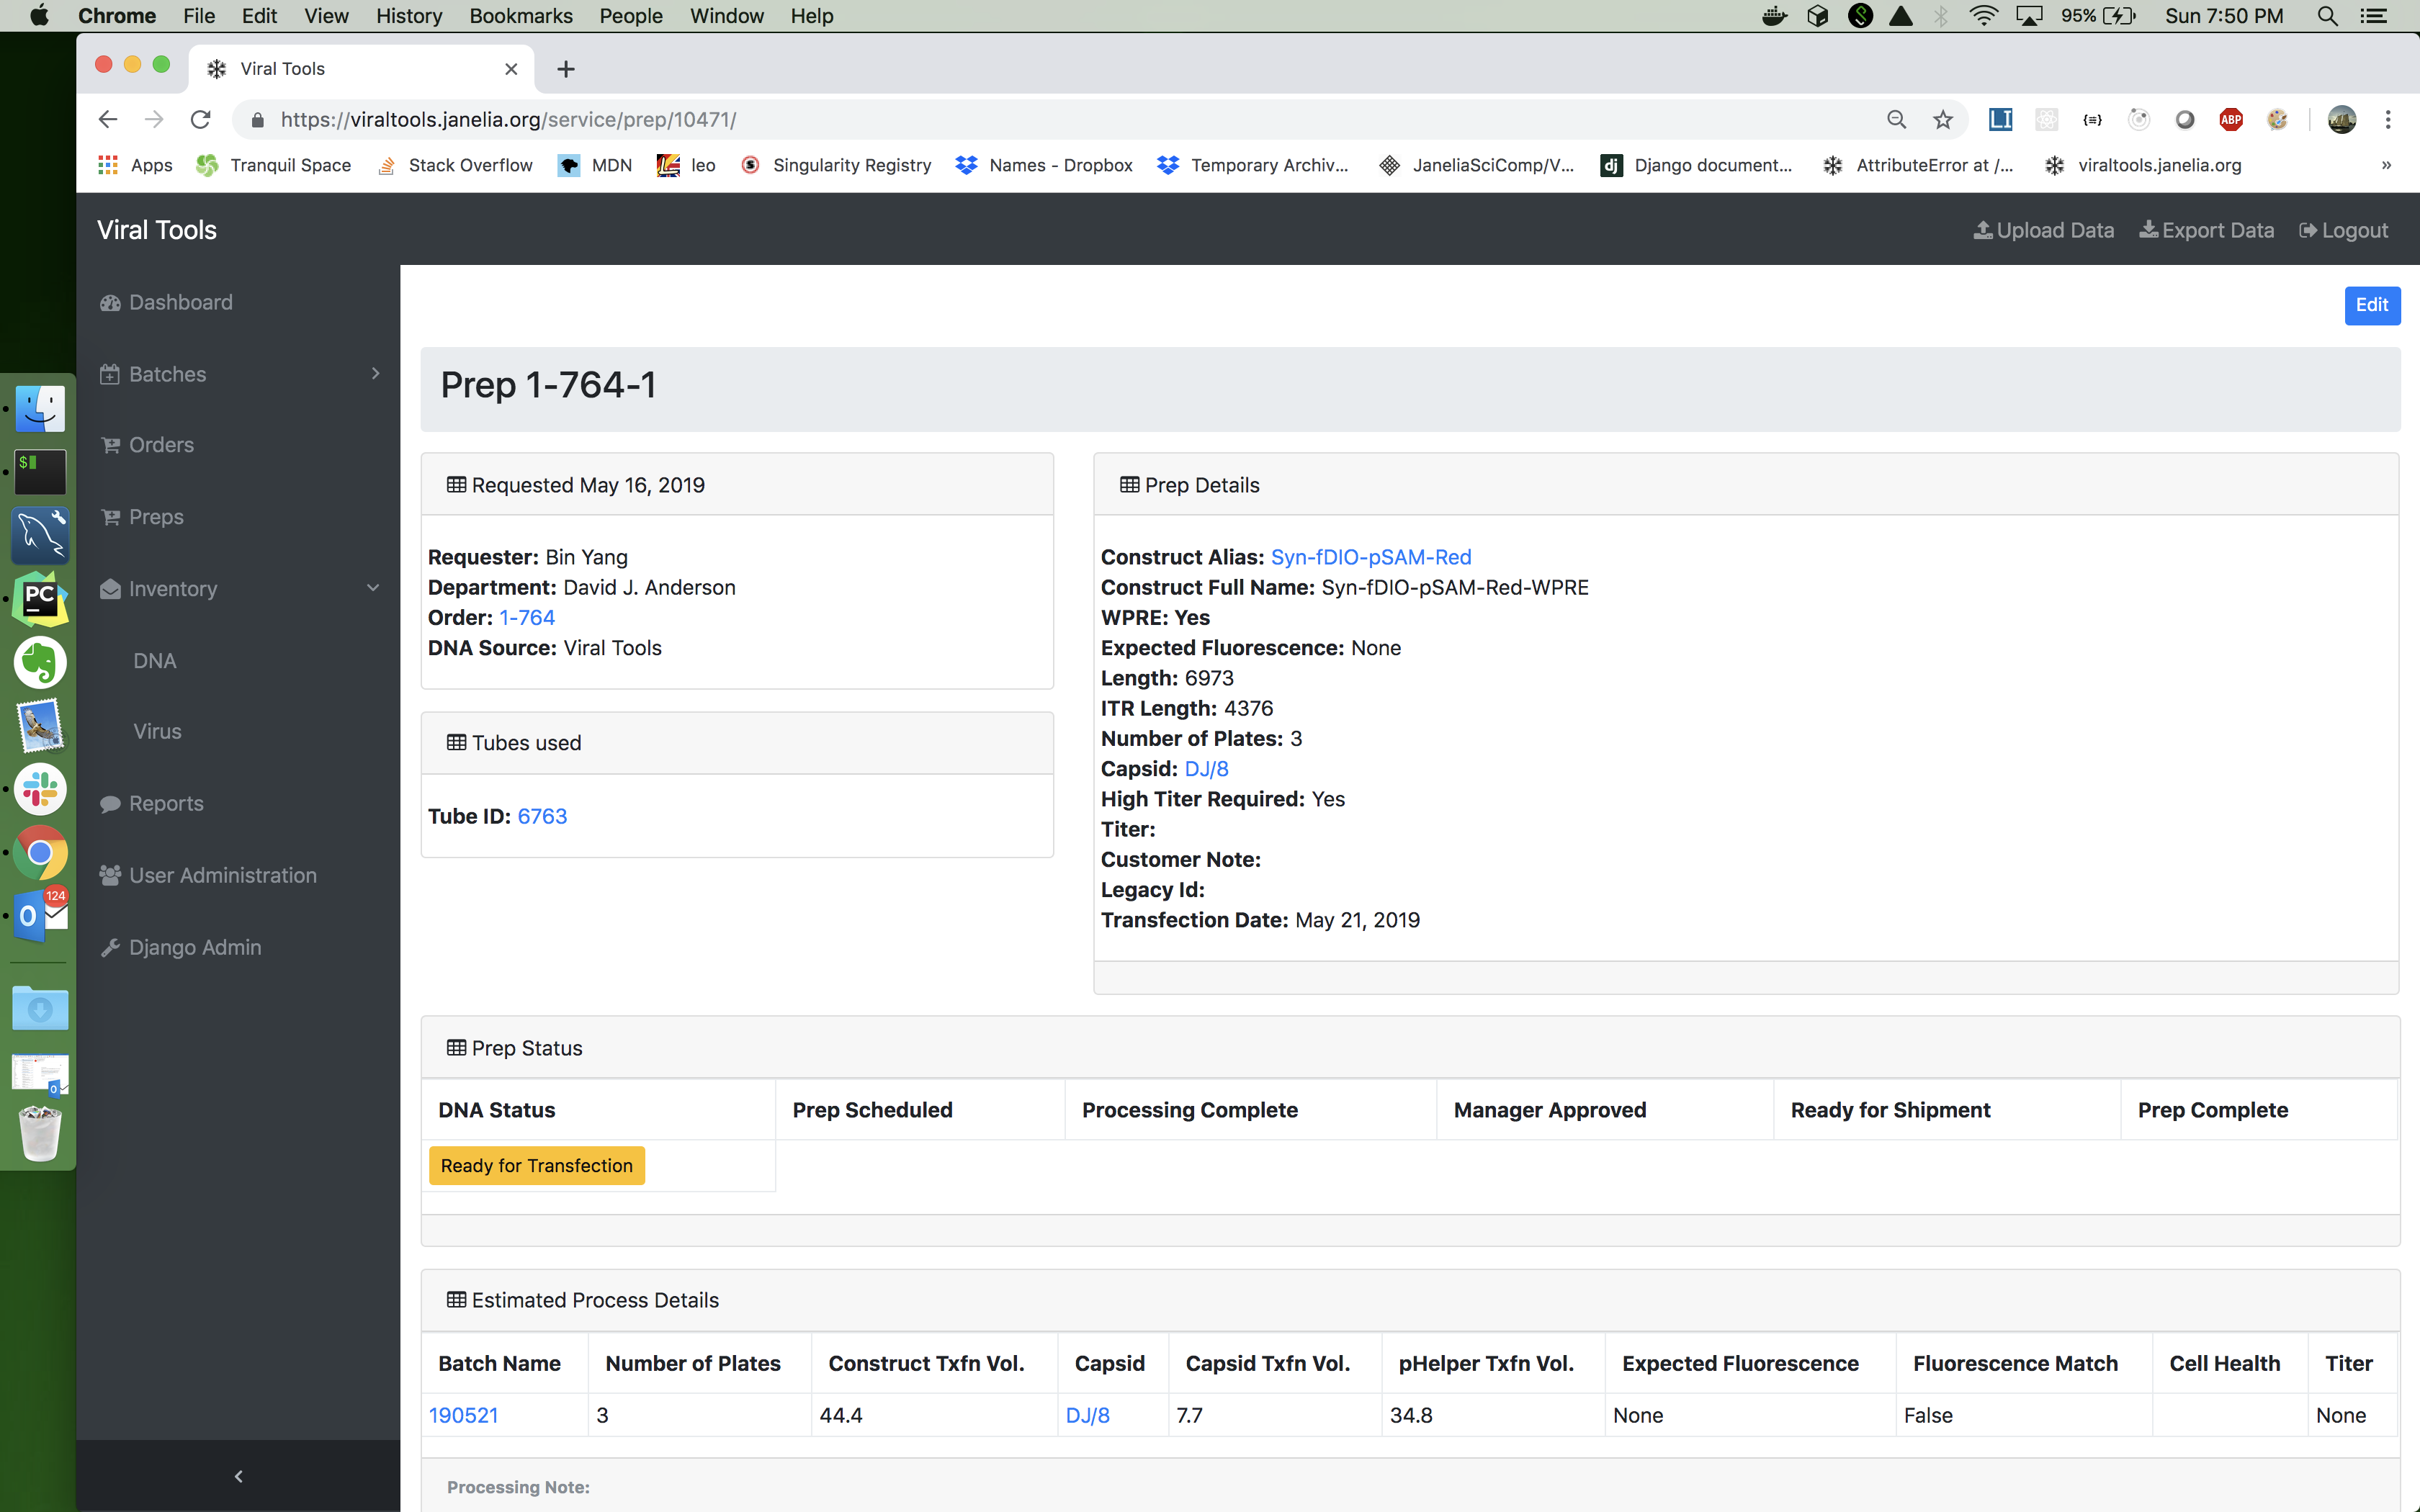 Chrome File Edit View History Bookmarks People Window Help 95% Sun 7:50 PM
Viral Tools
https://viraltools.janelia.org/service/prep/10471/
LI {≡} ABP
Apps Tranquil Space Stack Overflow MDN leo Singularity Registry Names - Dropbox Temporary Archiv... JaneliaSciComp/V... dj Django document... AttributeError at /... viraltools.janelia.org »
Viral Tools Upload Data Export Data Logout
Dashboard
Batches
Orders
Preps
Inventory
DNA
Virus
Reports
User Administration
Django Admin
$
PC
124
O
Edit
Prep 1-764-1
Requested May 16, 2019
Requester: Bin Yang
Department: David J. Anderson
Order: 1-764
DNA Source: Viral Tools
Tubes used
Tube ID: 6763
Prep Details
Construct Alias: Syn-fDIO-pSAM-Red
Construct Full Name: Syn-fDIO-pSAM-Red-WPRE
WPRE: Yes
Expected Fluorescence: None
Length: 6973
ITR Length: 4376
Number of Plates: 3
Capsid: DJ/8
High Titer Required: Yes
Titer:
Customer Note:
Legacy Id:
Transfection Date: May 21, 2019
Prep Status
DNA Status Prep Scheduled Processing Complete Manager Approved Ready for Shipment Prep Complete
Ready for Transfection
Estimated Process Details
Batch Name Number of Plates Construct Txfn Vol. Capsid Capsid Txfn Vol. pHelper Txfn Vol. Expected Fluorescence Fluorescence Match Cell Health Titer
190521 3 44.4 DJ/8 7.7 34.8 None False None
Processing Note: